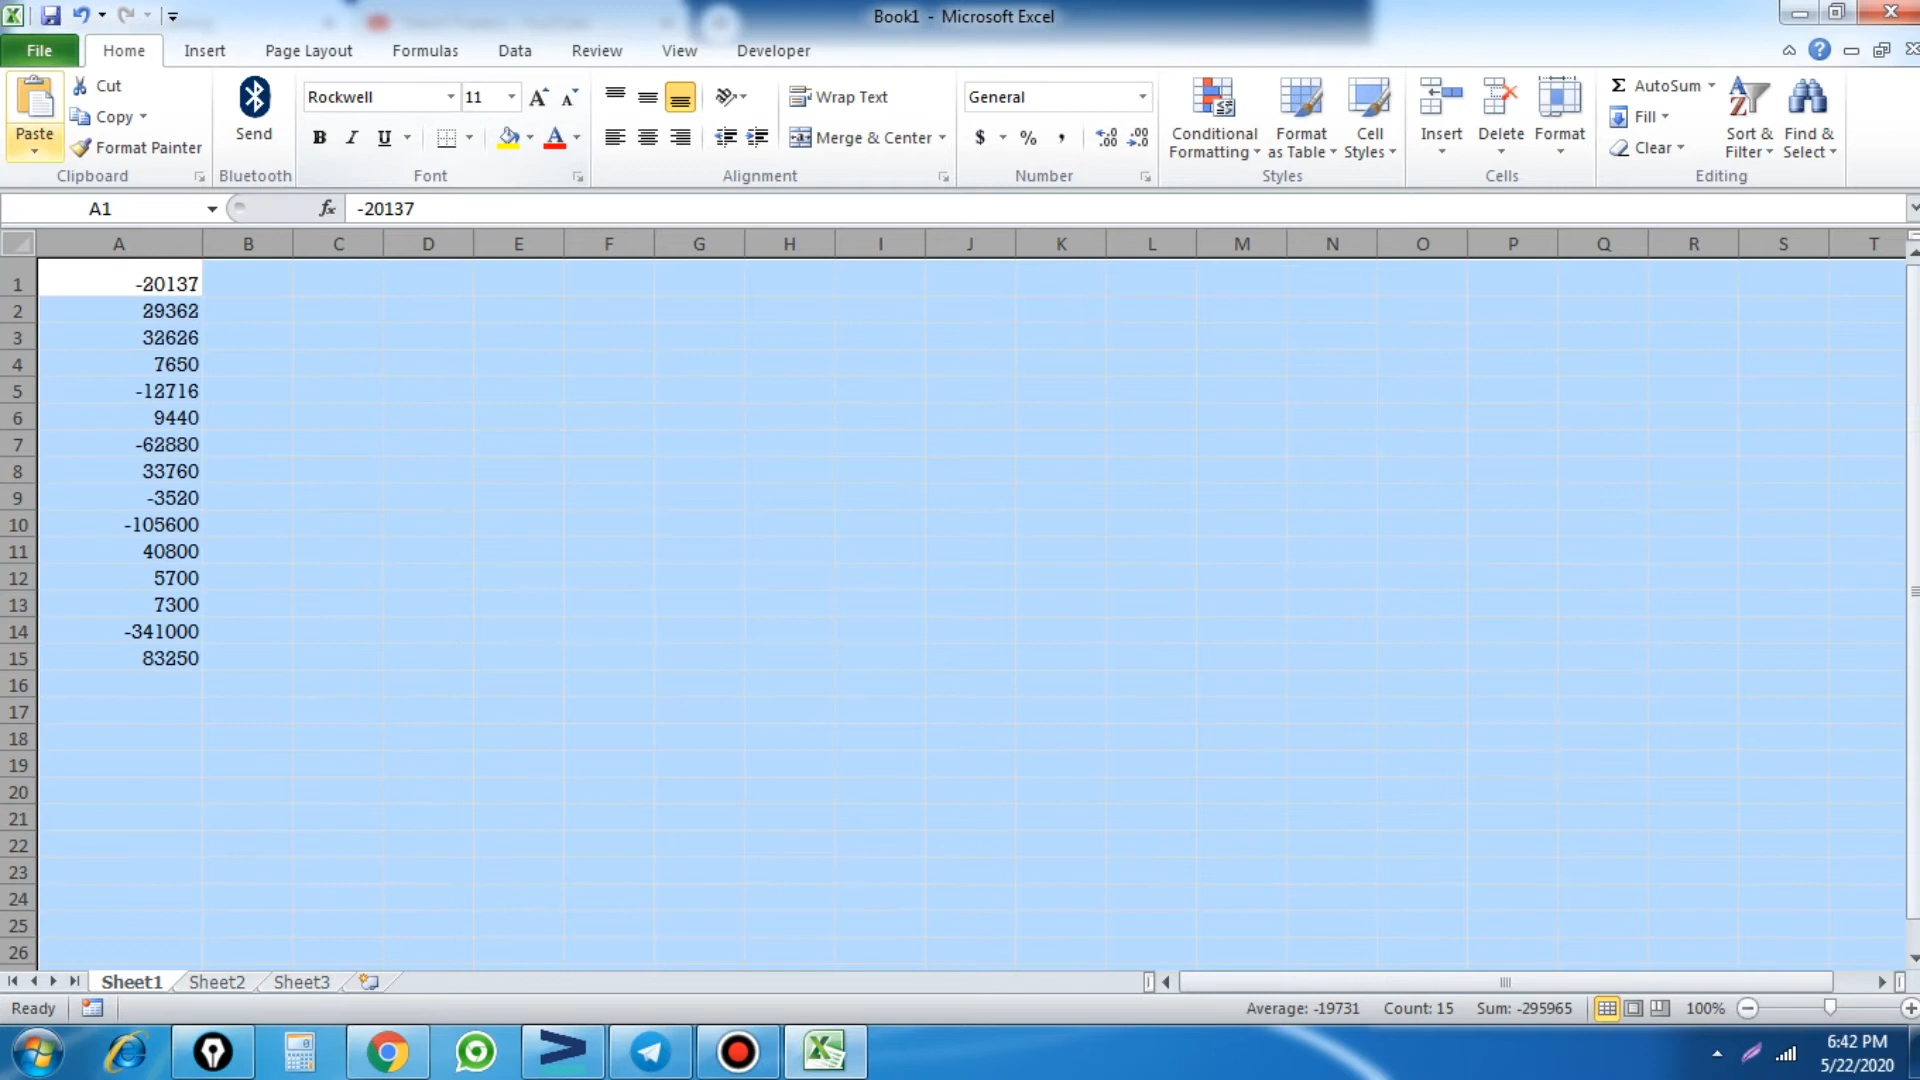 Book1 - Microsoft Excel
File Home Insert Page Layout Formulas Data Review View Developer
Paste
Cut
Copy
Format Painter
Clipboard
Send
Bluetooth
Rockwell 11
B I U
Font
Wrap Text
Merge & Center
Alignment
General
$ % ,
Number
Conditional Formatting
Format as Table
Cell Styles
Styles
Insert Delete Format
Cells
AutoSum
Fill
Clear
Sort & Filter
Find & Select
Editing
A1 fx -20137
A B C D E F G H I J K L M N O P Q R S T
1 -20137
2 29362
3 32626
4 7650
5 -12716
6 9440
7 -62880
8 33760
9 -3520
10 -105600
11 40800
12 5700
13 7300
14 -341000
15 83250
16
17
18
19
20
21
22
23
24
25
26
Sheet1 Sheet2 Sheet3
Ready Average: -19731 Count: 15 Sum: -295965 100%
6:42 PM
5/22/2020